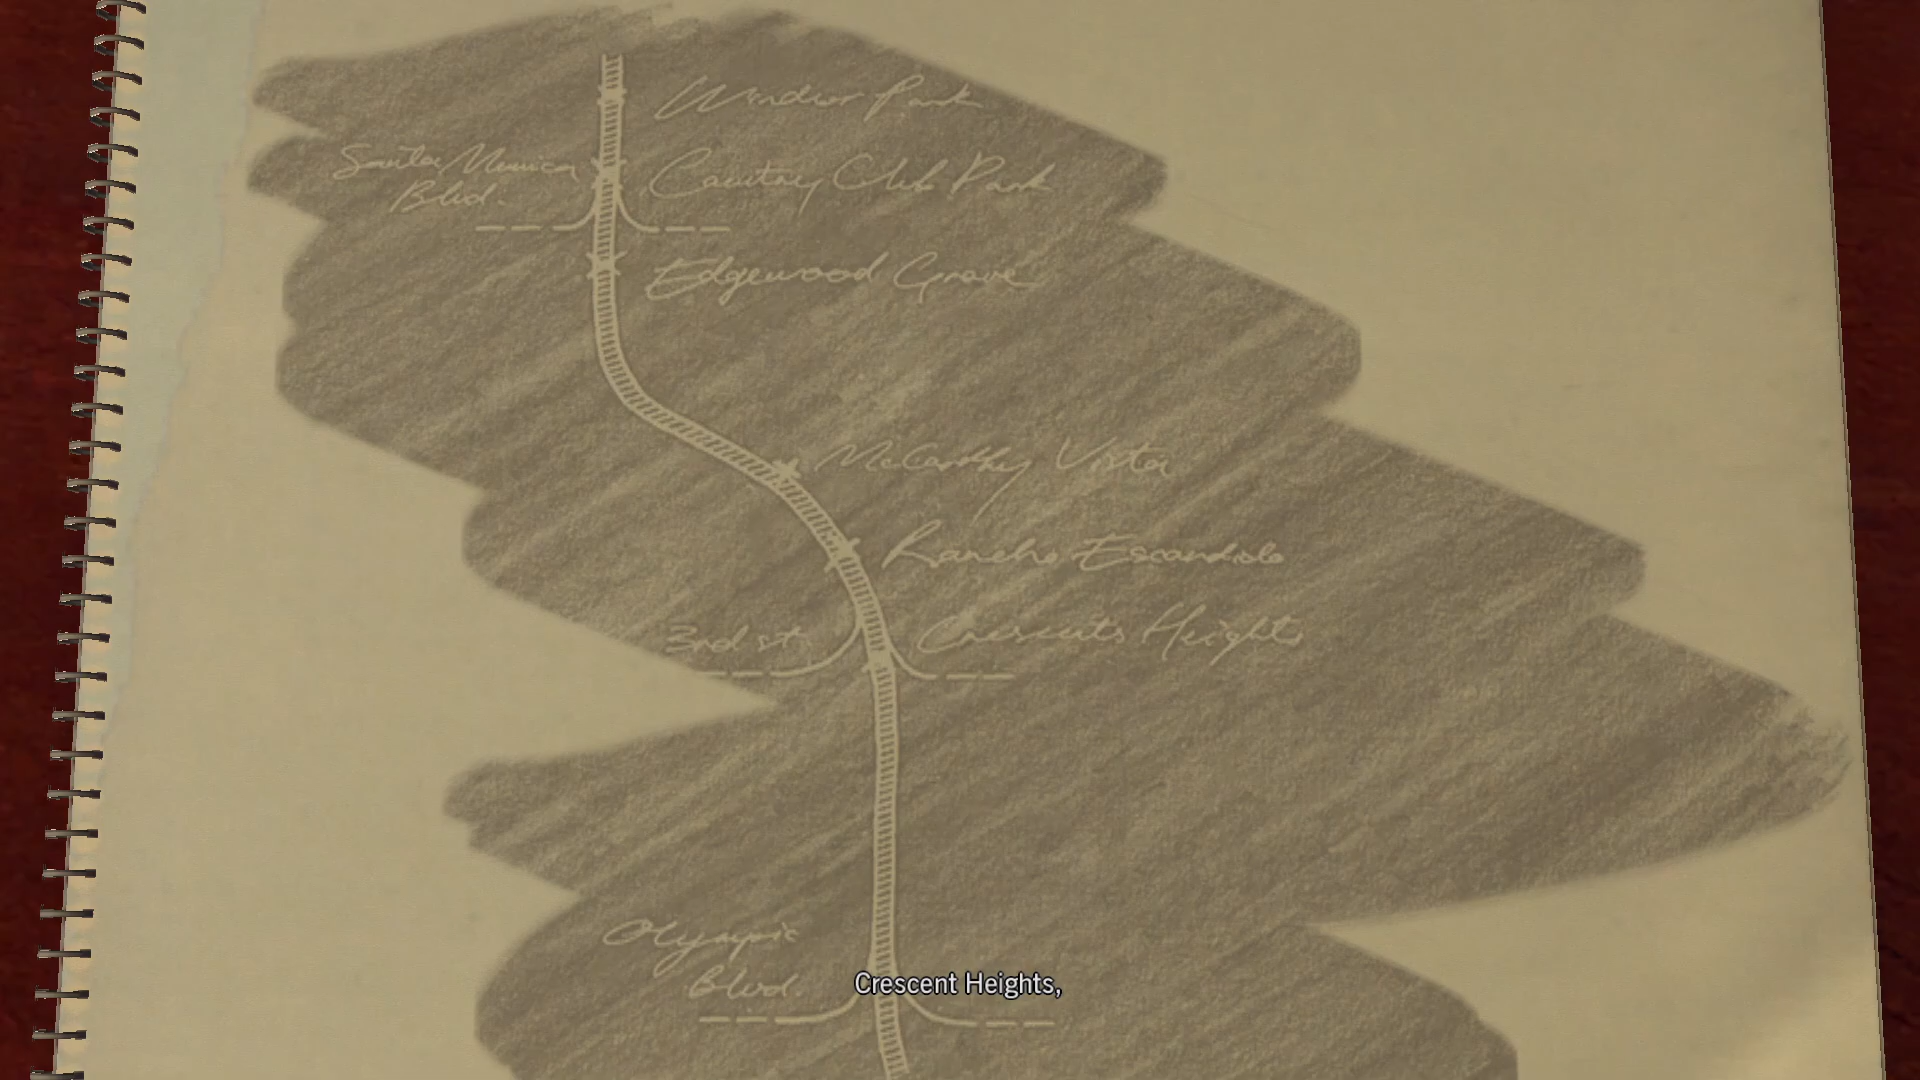 Windsor Park
Santa Monica
Blvd.
Country Club Park
Edgewood Grove
McCarthy Vista
Rancho Escondido
3rd st.
Crescents Heights
Olympic
Blvd.
Crescent Heights,